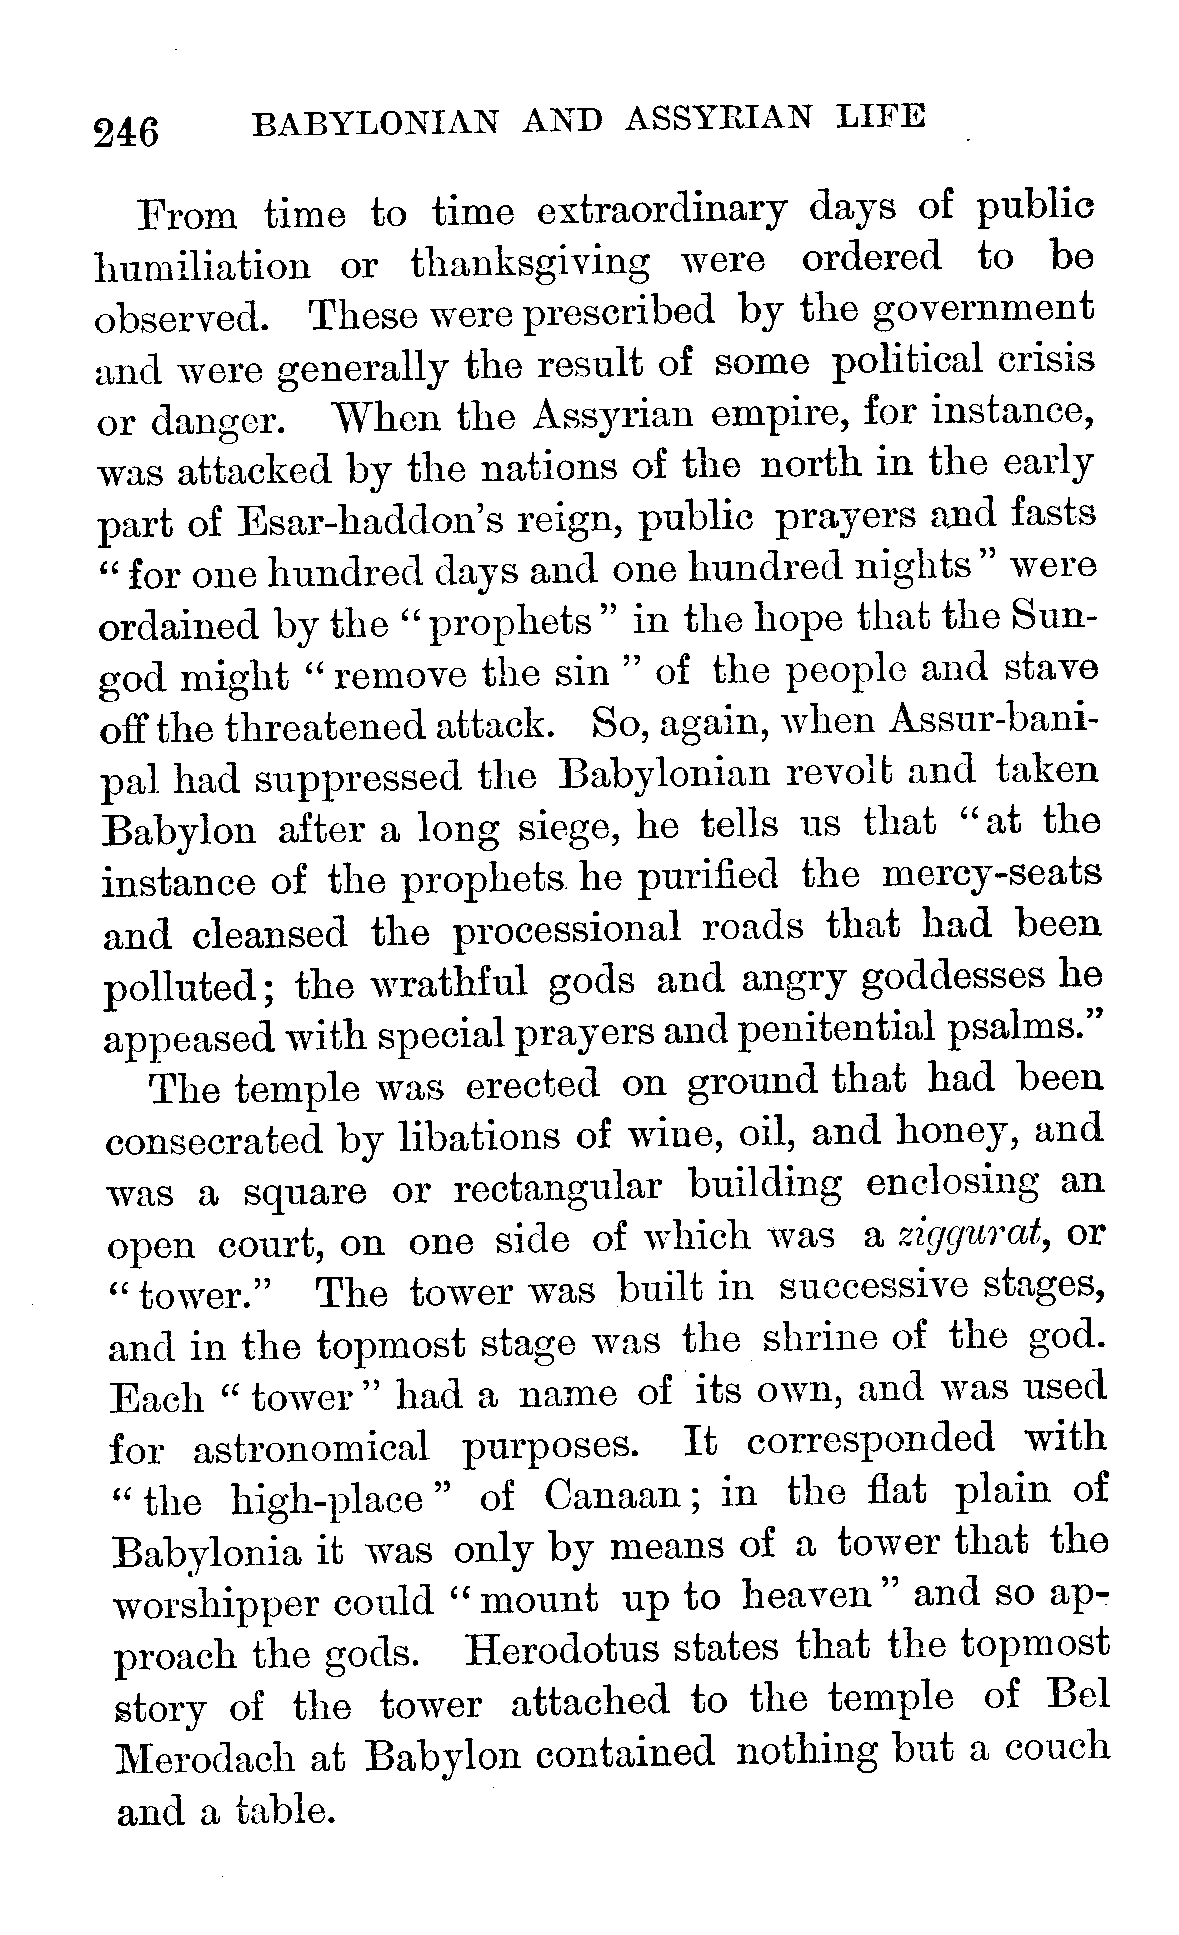 246 BABYLONIAN AND ASSYRIAN LIFE
From time to time extraordinary days of public
humiliation or thanksgiving were ordered to be
observed. These were prescribed by the government
and were generally the result of some political crisis
or danger. When the Assyrian empire, for instance,
was attacked by the nations of the north in the early
part of Esar-haddon's reign, public prayers and fasts
“for one hundred days and one hundred nights” were
ordained by the “prophets” in the hope that the Sun-
god might “remove the sin” of the people and stave
off the threatened attack. So, again, when Assur-bani-
pal had suppressed the Babylonian revolt and taken
Babylon after a long siege, he tells us that “at the
instance of the prophets he purified the mercy-seats
and cleansed the processional roads that had been
polluted; the wrathful gods and angry goddesses he
appeased with special prayers and penitential psalms.”
The temple was erected on ground that had been
consecrated by libations of wine, oil, and honey, and
was a square or rectangular building enclosing an
open court, on one side of which was a ziggurat, or
“tower.” The tower was built in successive stages,
and in the topmost stage was the shrine of the god.
Each “tower” had a name of its own, and was used
for astronomical purposes. It corresponded with
“the high-place” of Canaan; in the flat plain of
Babylonia it was only by means of a tower that the
worshipper could “mount up to heaven” and so ap-
proach the gods. Herodotus states that the topmost
story of the tower attached to the temple of Bel
Merodach at Babylon contained nothing but a couch
and a table.